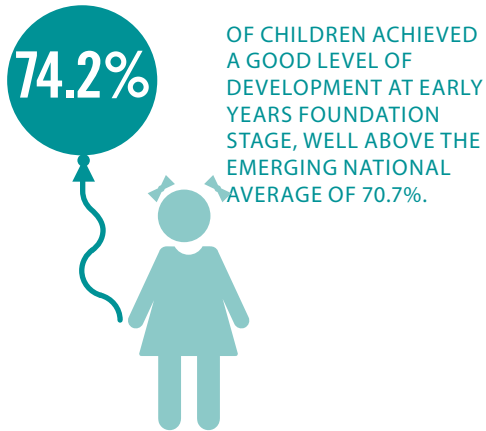 74.2%
OF CHILDREN ACHIEVED
A GOOD LEVEL OF
DEVELOPMENT AT EARLY
YEARS FOUNDATION
STAGE, WELL ABOVE THE
EMERGING NATIONAL
AVERAGE OF 70.7%.